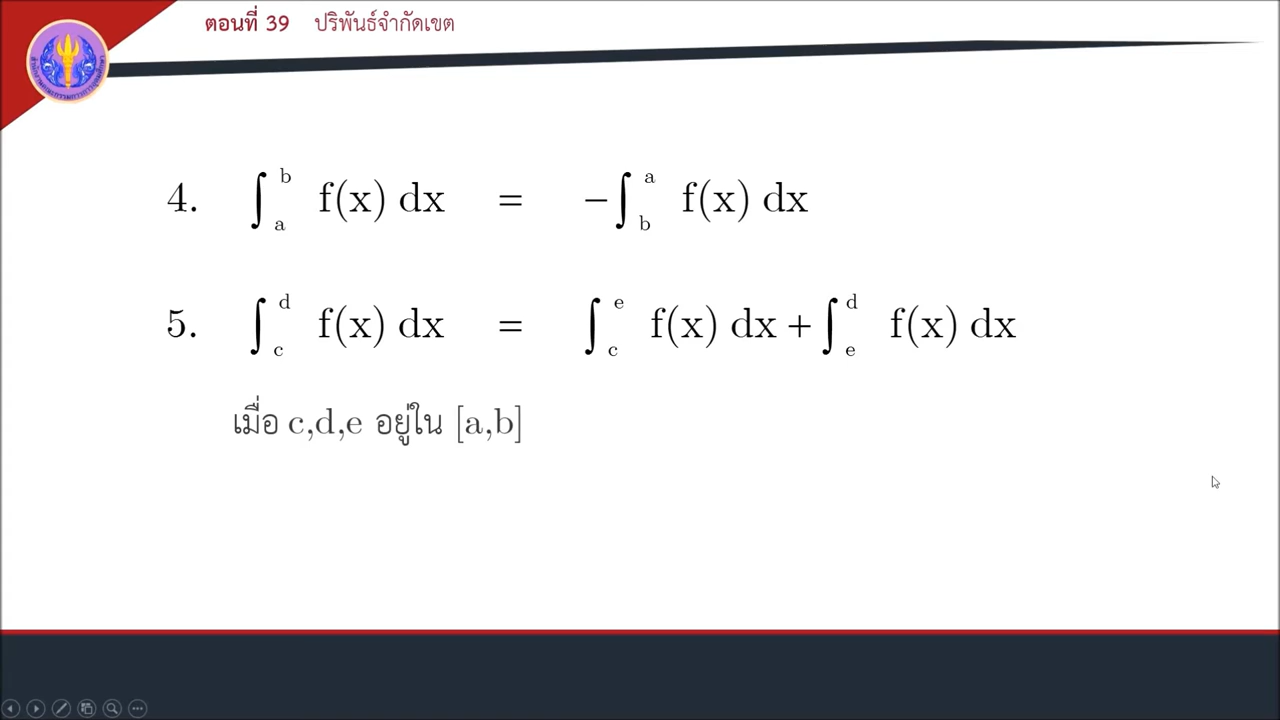 ตอนที่ 39 ปริพันธ์จำกัดเขต
4. ∫_a^b f(x) dx = -∫_b^a f(x) dx
5. ∫_c^d f(x) dx = ∫_c^e f(x) dx + ∫_e^d f(x) dx
เมื่อ c,d,e อยู่ใน [a,b]